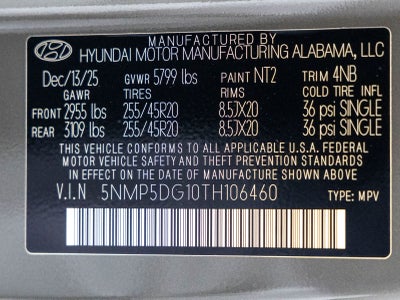 MANUFACTURED BY
HYUNDAI MOTOR MANUFACTURING ALABAMA, LLC
Dec/13/25 GVWR 5799 lbs PAINT NT2 TRIM 4NB
GAWR TIRES RIMS COLD TIRE INFL
FRONT 2955 lbs 255/45R20 8.5JX20 36 psi SINGLE
REAR 3109 lbs 255/45R20 8.5JX20 36 psi SINGLE
THIS VEHICLE CONFORMS TO ALL APPLICABLE U.S.A. FEDERAL
MOTOR VEHICLE SAFETY AND THEFT PREVENTION STANDARDS
IN EFFECT ON THE DATE OF MANUFACTURE SHOWN ABOVE.
V.I.N 5NMP5DG10TH106460 TYPE: MPV